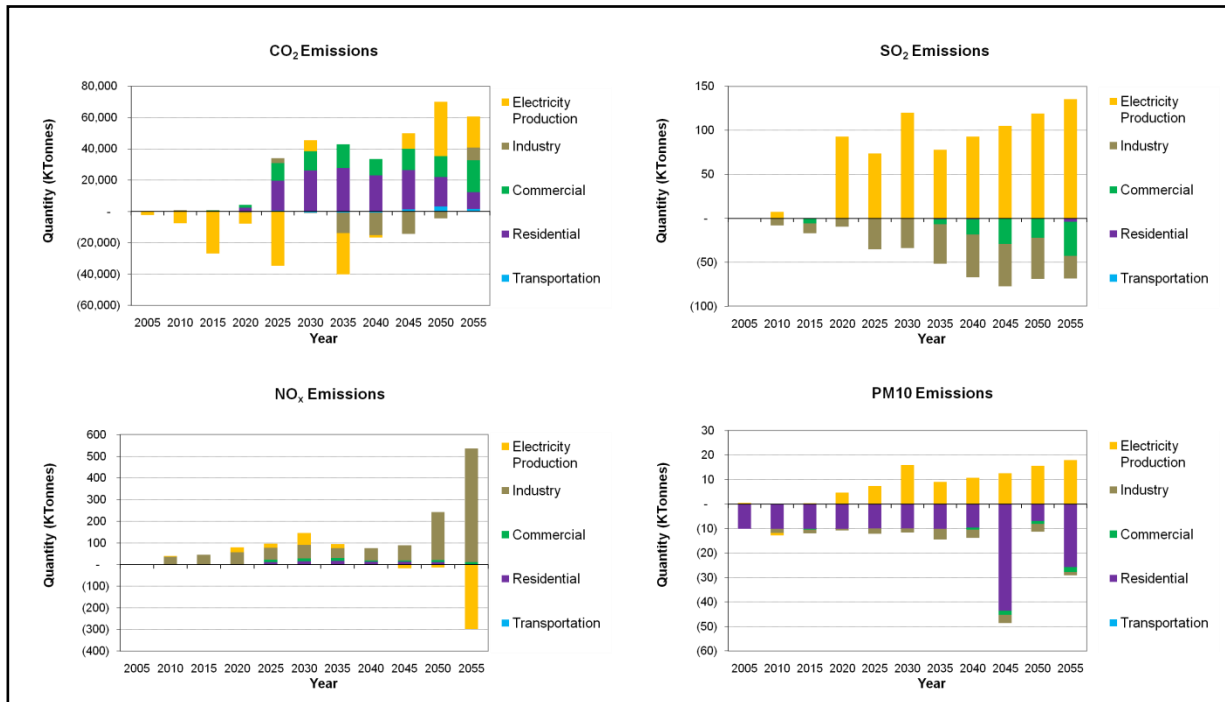 CO₂ Emissions
Quantity (KTonnes)
80,000
60,000
40,000
20,000
-
(20,000)
(40,000)
(60,000)
2005 2010 2015 2020 2025 2030 2035 2040 2045 2050 2055
Year
Electricity
Production
Industry
Commercial
Residential
Transportation
SO₂ Emissions
Quantity (KTonnes)
150
100
50
-
(50)
(100)
2005 2010 2015 2020 2025 2030 2035 2040 2045 2050 2055
Year
Electricity
Production
Industry
Commercial
Residential
Transportation
NOₓ Emissions
Quantity (KTonnes)
600
500
400
300
200
100
-
(100)
(200)
(300)
(400)
2005 2010 2015 2020 2025 2030 2035 2040 2045 2050 2055
Year
Electricity
Production
Industry
Commercial
Residential
Transportation
PM10 Emissions
Quantity (KTonnes)
30
20
10
-
(10)
(20)
(30)
(40)
(50)
(60)
2005 2010 2015 2020 2025 2030 2035 2040 2045 2050 2055
Year
Electricity
Production
Industry
Commercial
Residential
Transportation